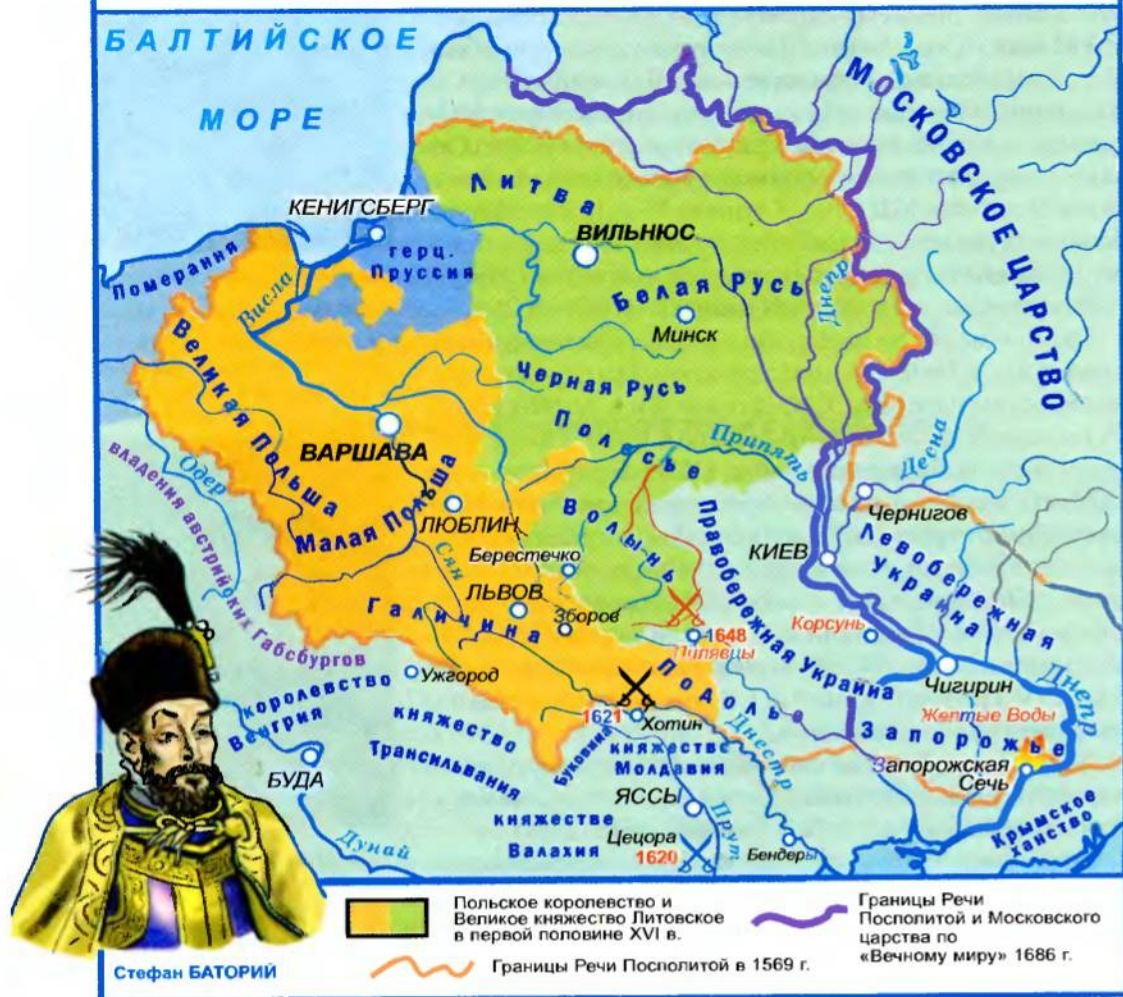 БАЛТИЙСКОЕ
МОРЕ
МОСКОВСКОЕ ЦАРСТВО
Литва
КЕНИГСБЕРГ
ВИЛЬНЮС
герц.
Пруссия
Померания
Висла
Белая Русь
Днепр
Минск
Великая Польша
Черная Русь
Полесье
Припять
Десна
ВАРШАВА
владения австрийских Габсбургов
Одер
Малая Польша
ЛЮБЛИН
Волынь
Правобережная Украина
Чернигов
Левобережная
Украина
КИЕВ
Сян
Берестечко
ЛЬВОВ
Зборов
Галичина
1648
Пилявцы
Корсунь
Ужгород
Подолье
Чигирин
Днепр
королевство
Венгрия
1621
Хотин
Желтые Воды
Запорожье
княжество
Трансильвания
Буковина
княжестве
Молдавия
Днестр
Запорожская
Сечь
БУДА
ЯССЫ
Крымское
ханство
княжестве
Валахия
Цецора
1620
Прут
Бендеры
Дунай
Польское королевство и
Великое княжество Литовское
в первой половине XVI в.
Границы Речи
Посполитой и Московского
царства по
«Вечному миру» 1686 г.
Стефан БАТОРИЙ
Границы Речи Посполитой в 1569 г.